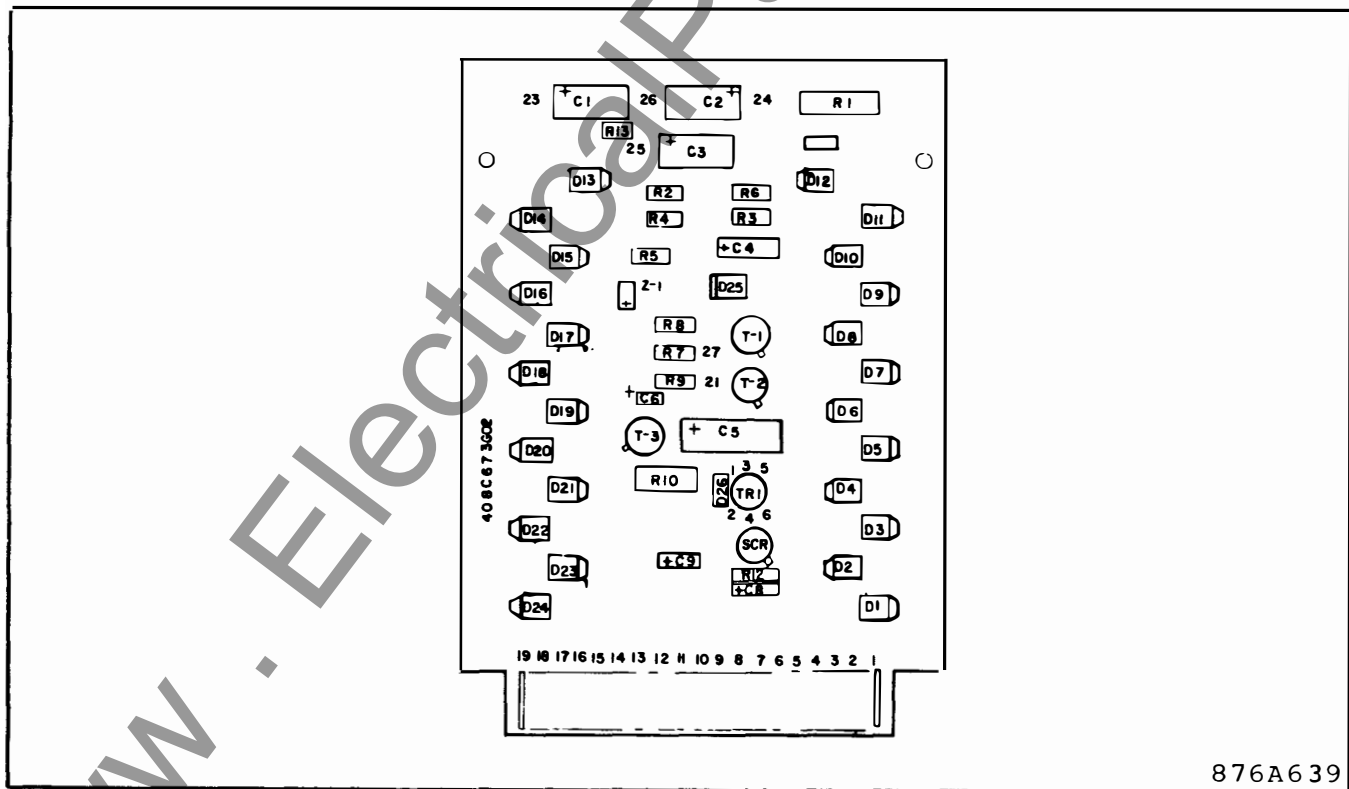 23 + C1 26 C2 + 24 R1
R13
25 + C3
D13 D12
R2 R6
D14 R4 R3 D11
+C4
D15 R5 D10
D16 Z-1 D25 D9
+
R8
D17 T-1 D8
R7 27
D18 R9 21 T-2 D7
+
C6
D19 D6
T-3 + C5
D20 D5
1 3 5
R10 D26 TR1
D21 D4
2 4 6
D22 D3
SCR
+C9
D23 R12 D2
+C8
D24 D1
408C673G02
19 18 17 16 15 14 13 12 11 10 9 8 7 6 5 4 3 2 1
876A639
www . ElectricalP